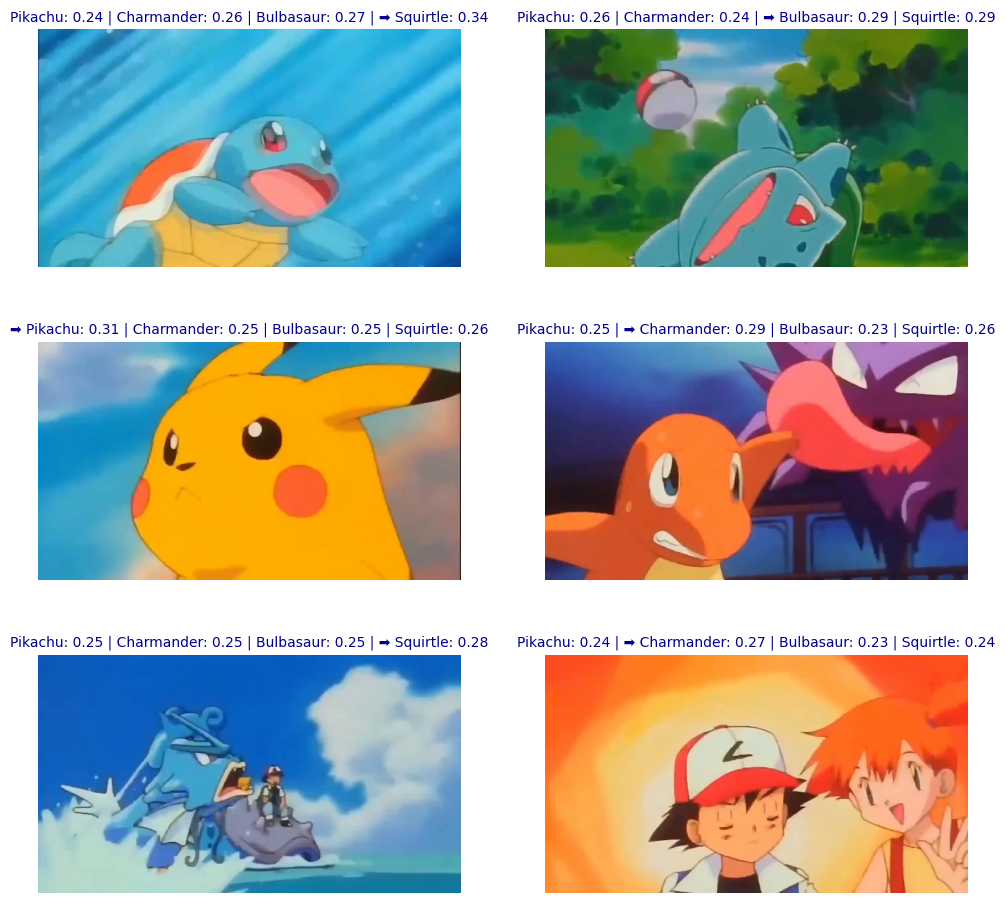 Pikachu: 0.24 | Charmander: 0.26 | Bulbasaur: 0.27 | ➡ Squirtle: 0.34
Pikachu: 0.26 | Charmander: 0.24 | ➡ Bulbasaur: 0.29 | Squirtle: 0.29
➡ Pikachu: 0.31 | Charmander: 0.25 | Bulbasaur: 0.25 | Squirtle: 0.26
Pikachu: 0.25 | ➡ Charmander: 0.29 | Bulbasaur: 0.23 | Squirtle: 0.26
Pikachu: 0.25 | Charmander: 0.25 | Bulbasaur: 0.25 | ➡ Squirtle: 0.28
Pikachu: 0.24 | ➡ Charmander: 0.27 | Bulbasaur: 0.23 | Squirtle: 0.24